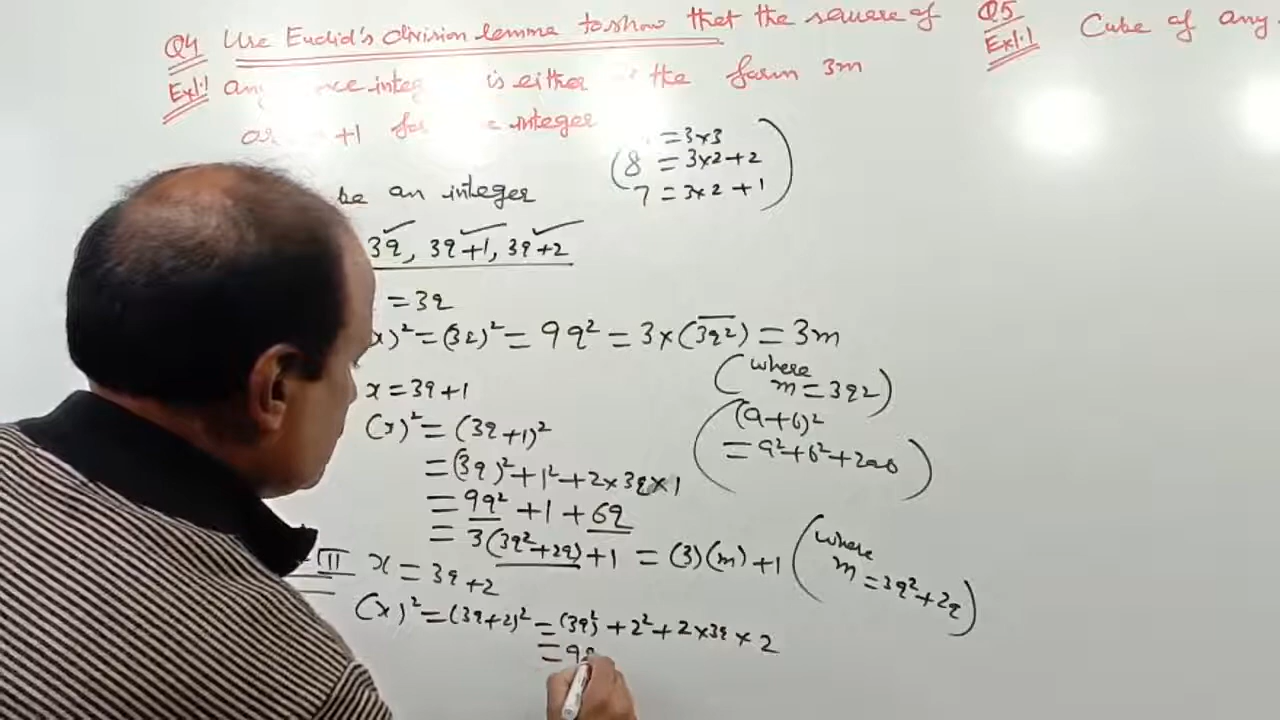 Q4 Use Euclid's division lemma to show that the square of
Ex1.1 any integ is either the form 3m
or +1 for integer
Q5 Cube of any
Ex1.1
= 3×3
8 = 3×2+2
7 = 3×2+1
be an integer
3q, 3q+1, 3q+2
= 3q
x)² = (3q)² = 9q² = 3×(3q²) = 3m
(where m = 3q2)
x = 3q+1
(x)² = (3q+1)²
(a+b)²
= a²+b²+2ab
= (3q)²+1²+2×3q×1
= 9q²+1+6q
= 3(3q²+2q)+1 = (3)(m)+1 (where m = 3q²+2q)
III x = 3q+2
(x)² = (3q+2)² = (3q)²+2²+2×3q×2
= 9q